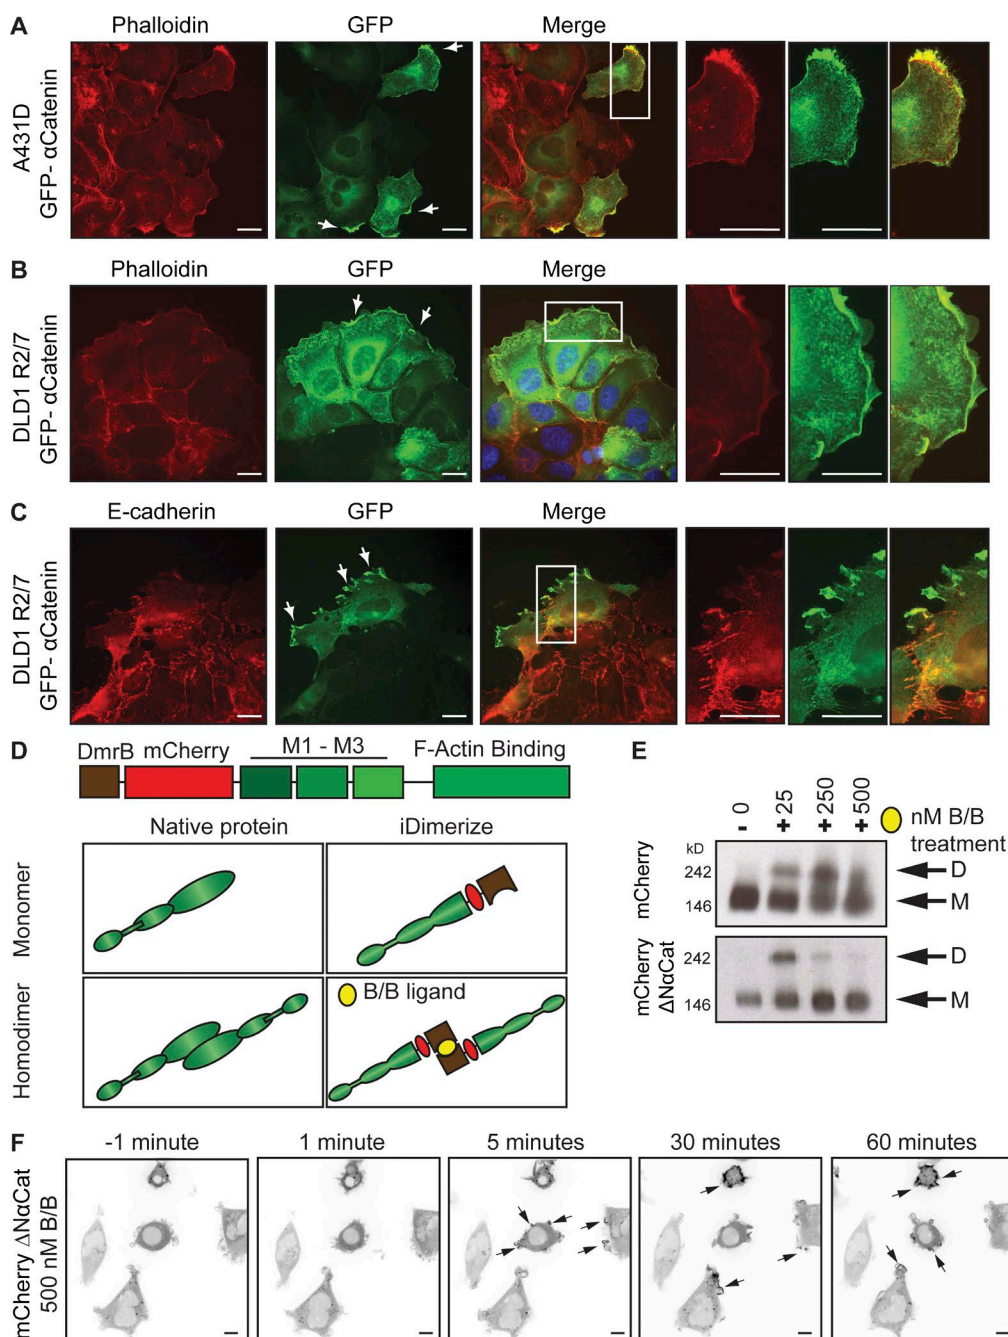 A
Phalloidin GFP Merge
A431D
GFP- αCatenin
B
Phalloidin GFP Merge
DLD1 R2/7
GFP- αCatenin
C
E-cadherin GFP Merge
DLD1 R2/7
GFP- αCatenin
D
DmrB mCherry M1 - M3 F-Actin Binding
Native protein iDimerize
Monomer
Homodimer
B/B ligand
E
0 25 250 500
- + + +
nM B/B
treatment
kD
mCherry
242
D
146
M
mCherry
ΔNαCat
242
D
146
M
F
-1 minute 1 minute 5 minutes 30 minutes 60 minutes
mCherry ΔNαCat
500 nM B/B